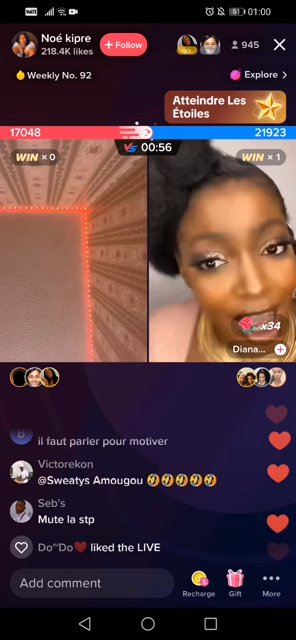 01:00
51
Noé kipre
218.4K likes
+ Follow
945
Weekly No. 92
Explore >
Atteindre Les
Étoiles
17048
21923
VS 00:56
WIN x 0
WIN x 1
x34
Diana...
B
il faut parler pour motiver
Victorekon
@Sweatys Amougou 🤣🤣🤣🤣🤣
Seb's
Mute la stp
Do~Do❤️ liked the LIVE
Add comment
Recharge
Gift
More